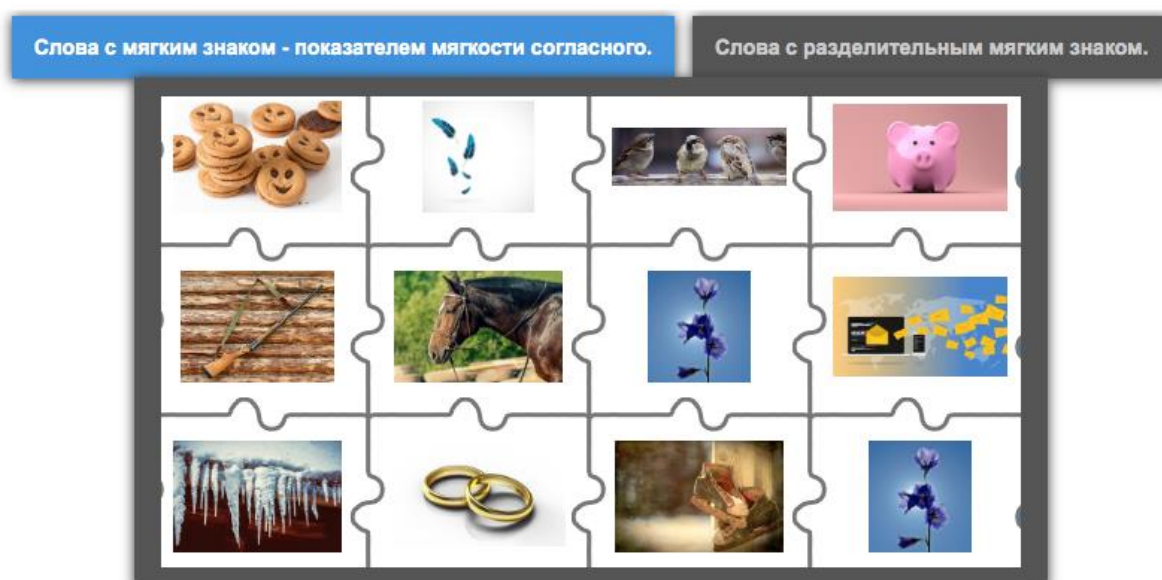 Слова с мягким знаком - показателем мягкости согласного.
Слова с разделительным мягким знаком.